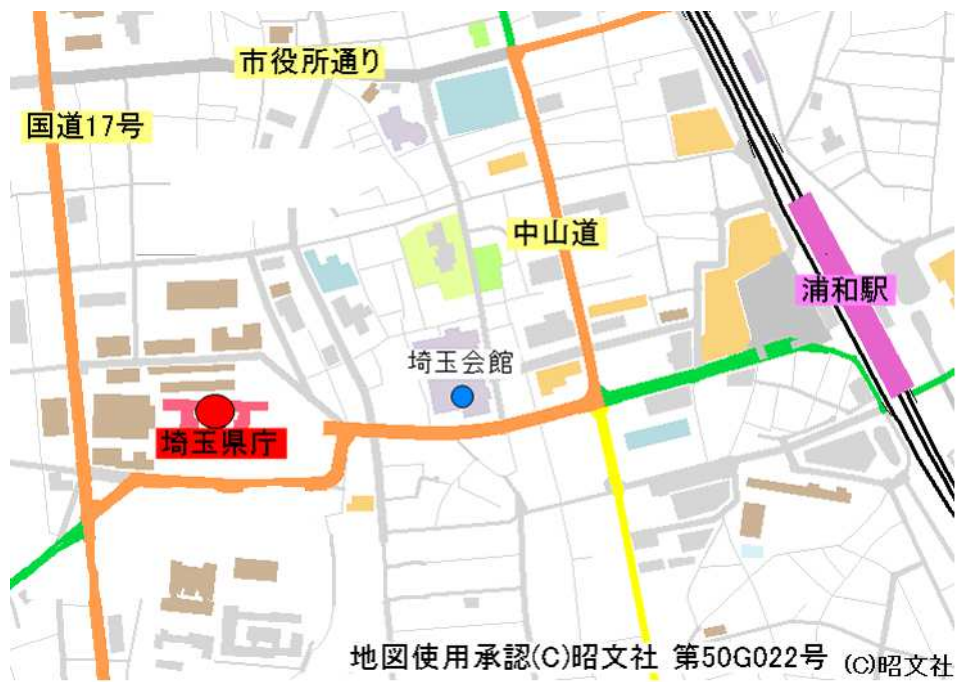 市役所通り
国道17号
中山道
浦和駅
埼玉会館
埼玉県庁
地図使用承認(C)昭文社 第50G022号
(C)昭文社